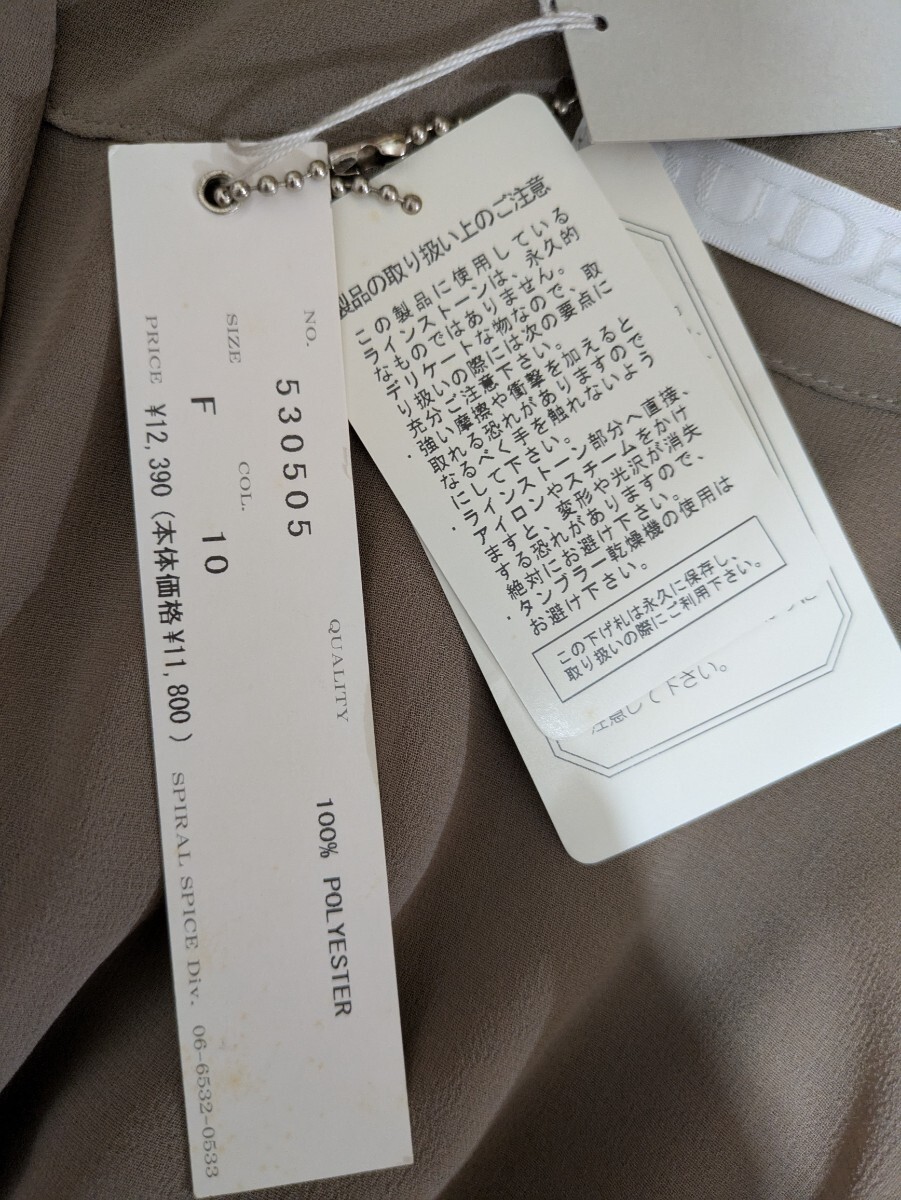 NO. 530505
QUALITY 100% POLYESTER
SIZE F
COL. 10
PRICE ¥12,390(本体価格¥11,800)
SPIRAL SPICE Div. 06-6532-0533
製品の取り扱い上のご注意
この製品に使用している
ラインストーンは、永久的
なものではありません。
デリケートな物なので、取
り扱いの際には次の要点に
充分ご注意下さい。
・強い摩擦や衝撃を加えると
取れる恐れがありますので
なるべく手を触れないよう
にして下さい。
・ラインストーン部分へ直接、
アイロンやスチームをかけ
ますと、変形や光沢が消失
する恐れがありますので、
絶対にお避け下さい。
・タンブラー乾燥機の使用は
お避け下さい。
この下げ札は永久に保存し、
取り扱いの際にご利用下さい。
注意して下さい。